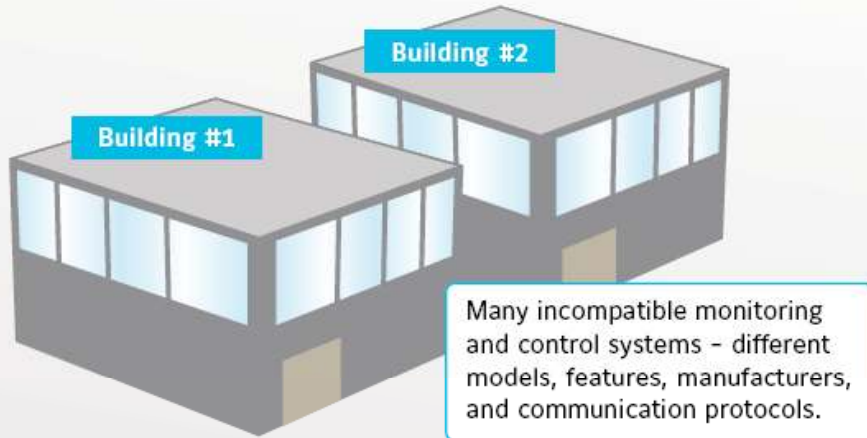 Building #2
Building #1
Many incompatible monitoring
and control systems - different
models, features, manufacturers,
and communication protocols.